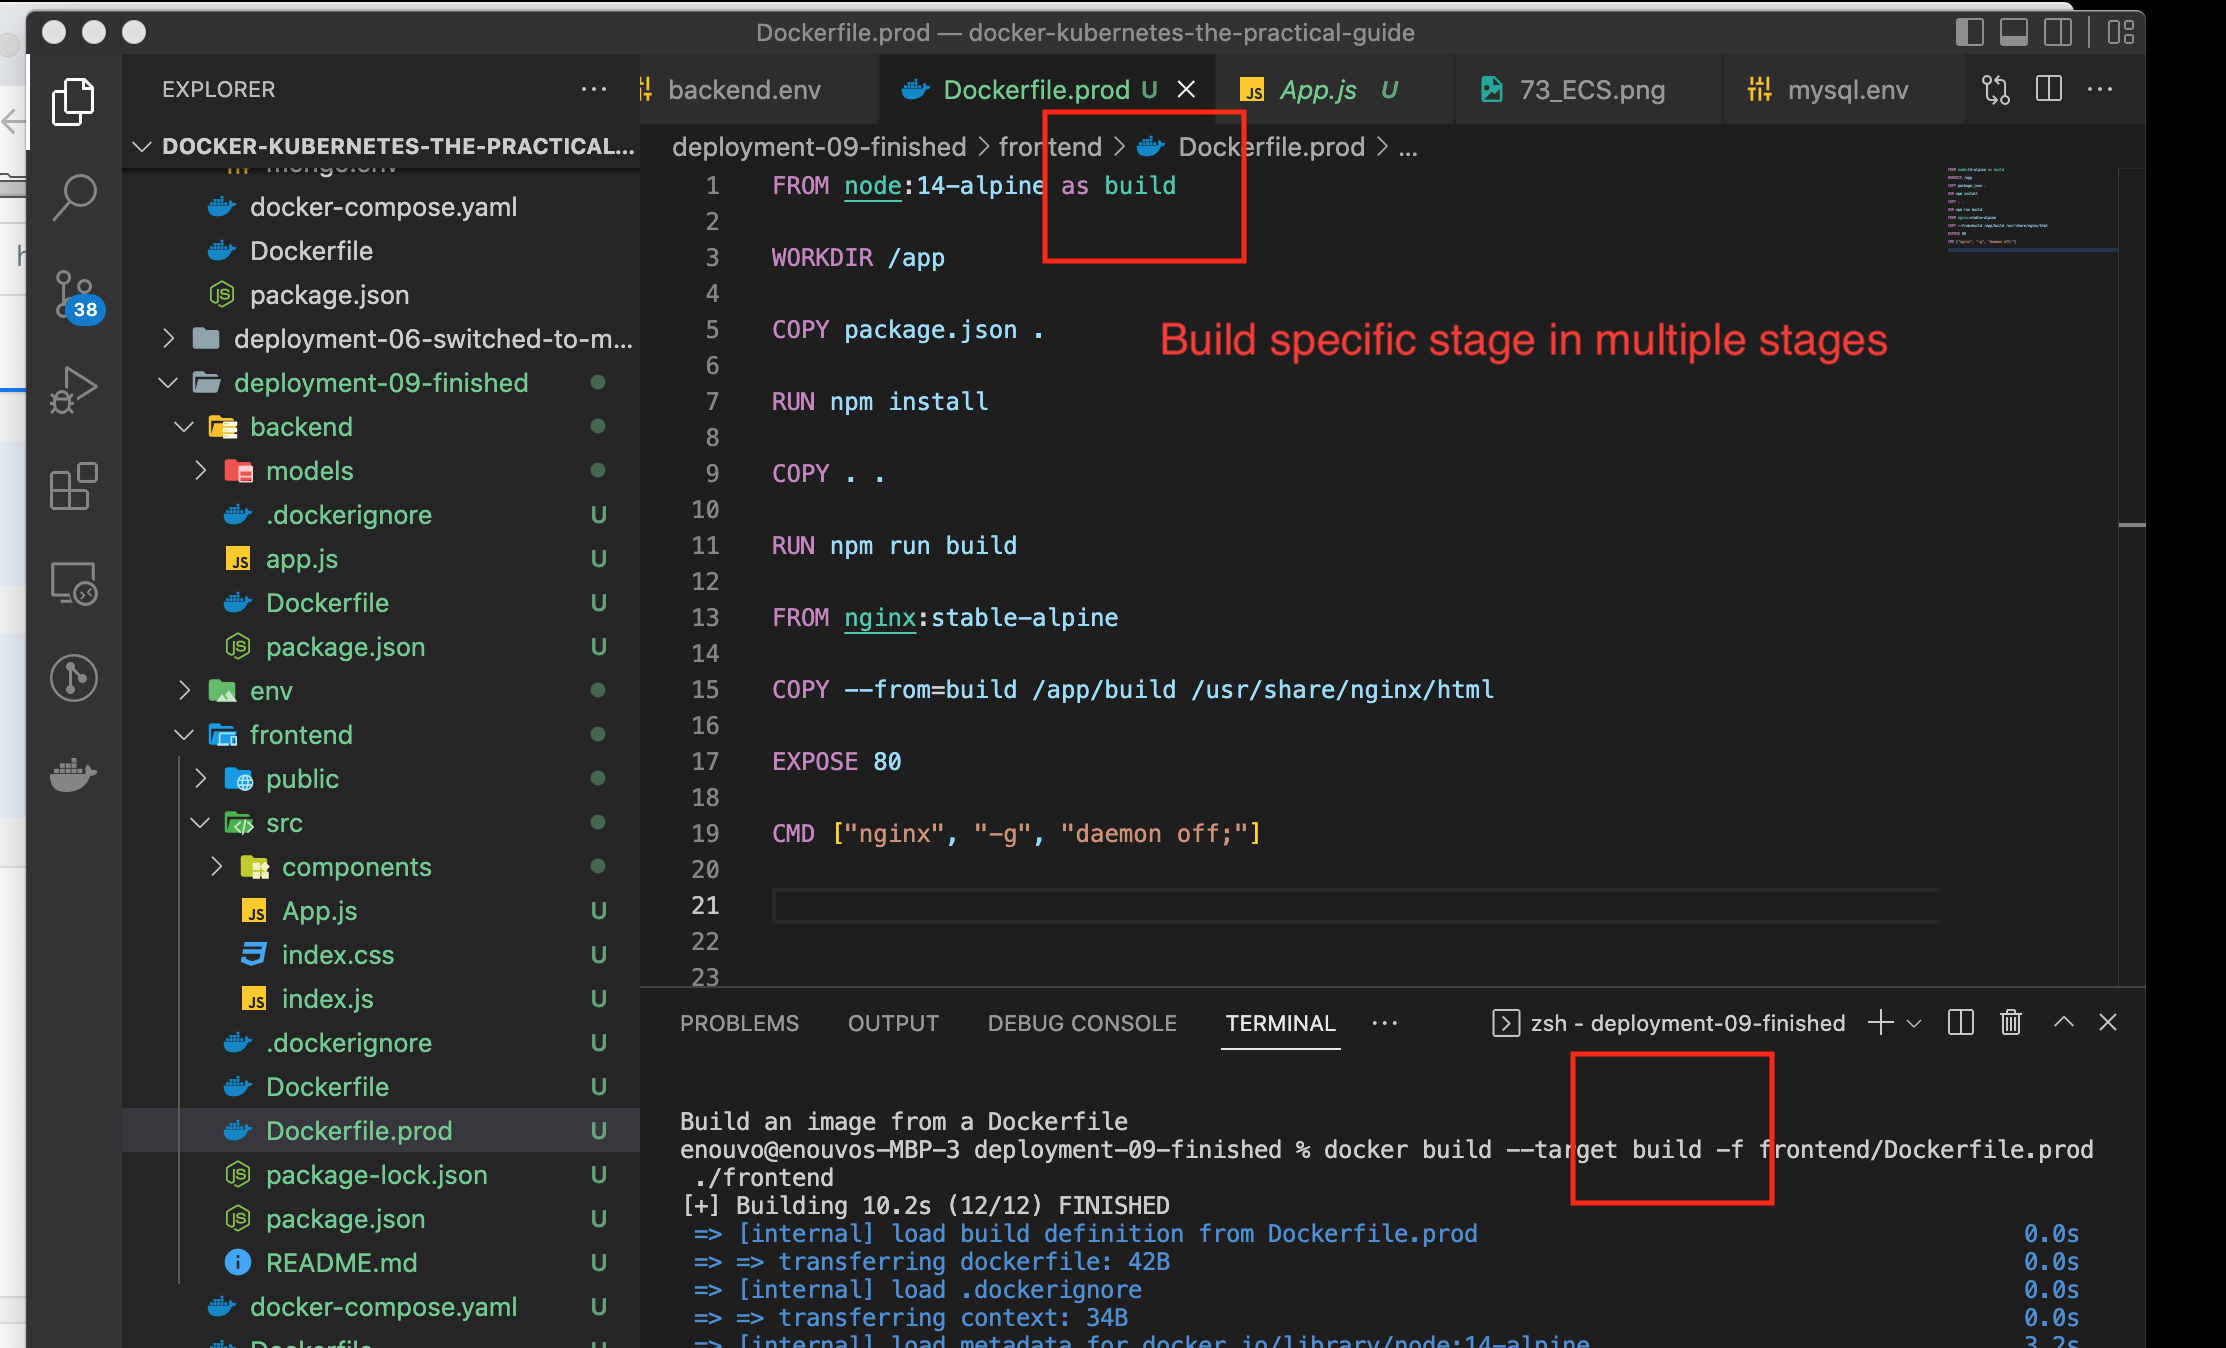 Dockerfile.prod — docker-kubernetes-the-practical-guide
EXPLORER
DOCKER-KUBERNETES-THE-PRACTICAL...
mongo.env
docker-compose.yaml
Dockerfile
package.json
deployment-06-switched-to-m...
deployment-09-finished
backend
models
.dockerignore U
app.js U
Dockerfile U
package.json U
env
frontend
public
src
components
App.js U
index.css U
index.js U
.dockerignore U
Dockerfile U
Dockerfile.prod U
package-lock.json U
package.json U
README.md U
docker-compose.yaml U
Dockerfile U
38
backend.env
Dockerfile.prod U
App.js U
73_ECS.png
mysql.env
deployment-09-finished > frontend > Dockerfile.prod > ...
1 FROM node:14-alpine as build
2
3 WORKDIR /app
4
5 COPY package.json .
6
7 RUN npm install
8
9 COPY . .
10
11 RUN npm run build
12
13 FROM nginx:stable-alpine
14
15 COPY --from=build /app/build /usr/share/nginx/html
16
17 EXPOSE 80
18
19 CMD ["nginx", "-g", "daemon off;"]
20
21
22
23
Build specific stage in multiple stages
PROBLEMS OUTPUT DEBUG CONSOLE TERMINAL ...
zsh - deployment-09-finished
Build an image from a Dockerfile
enouvo@enouvos-MBP-3 deployment-09-finished % docker build --target build -f frontend/Dockerfile.prod
./frontend
[+] Building 10.2s (12/12) FINISHED
=> [internal] load build definition from Dockerfile.prod 0.0s
=> => transferring dockerfile: 42B 0.0s
=> [internal] load .dockerignore 0.0s
=> => transferring context: 34B 0.0s
=> [internal] load metadata for docker.io/library/node:14-alpine 3.2s